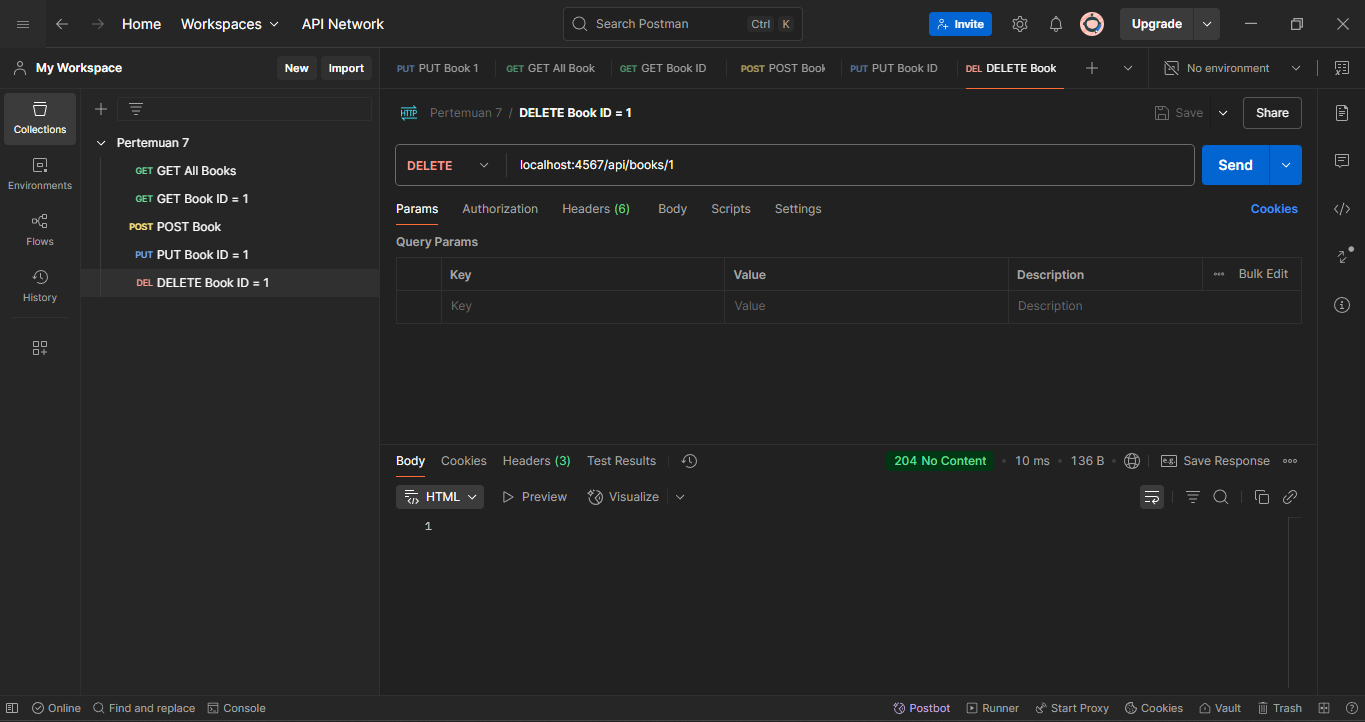 Home Workspaces API Network Search Postman Ctrl K Invite Upgrade
My Workspace New Import PUT PUT Book 1 GET GET All Book GET GET Book ID POST POST Book PUT PUT Book ID DEL DELETE Book No environment
Collections
Environments
Flows
History
Pertemuan 7
GET GET All Books
GET GET Book ID = 1
POST POST Book
PUT PUT Book ID = 1
DEL DELETE Book ID = 1
HTTP Pertemuan 7 / DELETE Book ID = 1 Save Share
DELETE localhost:4567/api/books/1 Send
Params Authorization Headers (6) Body Scripts Settings Cookies
Query Params
Key Value Description Bulk Edit
Key Value Description
Body Cookies Headers (3) Test Results 204 No Content 10 ms 136 B e.g. Save Response
HTML Preview Visualize
1
Online Find and replace Console Postbot Runner Start Proxy Cookies Vault Trash